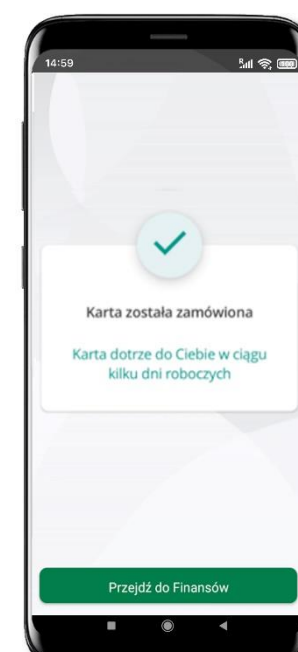 14:59
Karta została zamówiona
Karta dotrze do Ciebie w ciągu
kilku dni roboczych
Przejdź do Finansów